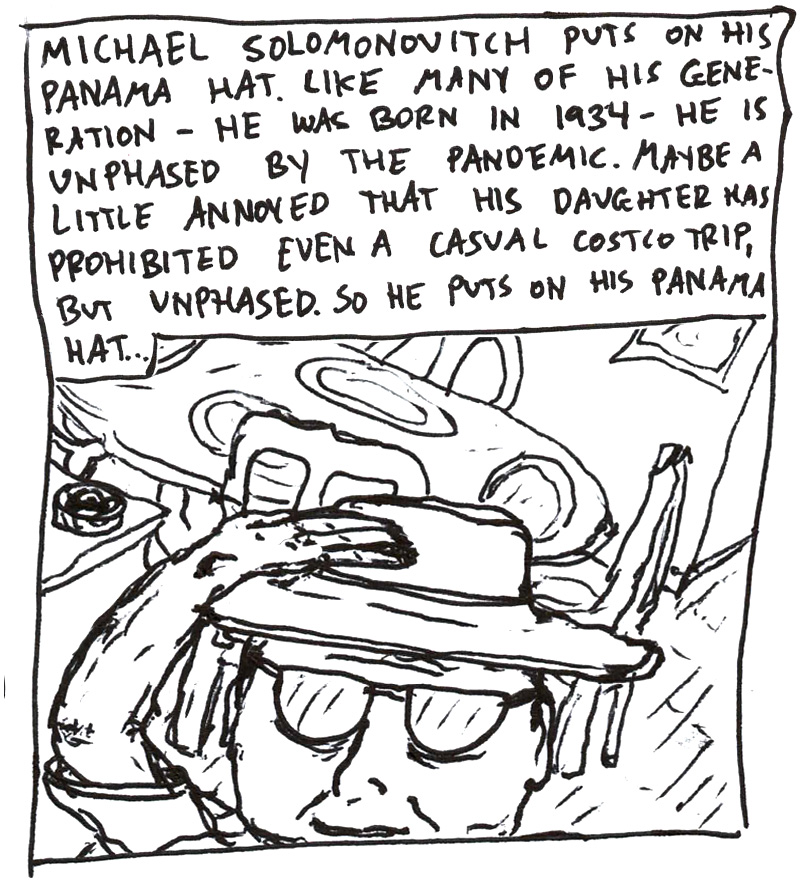 MICHAEL SOLOMONOVITCH PUTS ON HIS
PANAMA HAT. LIKE MANY OF HIS GENE-
RATION - HE WAS BORN IN 1934 - HE IS
UNPHASED BY THE PANDEMIC. MAYBE A
LITTLE ANNOYED THAT HIS DAUGHTER HAS
PROHIBITED EVEN A CASUAL COSTCO TRIP,
BUT UNPHASED. SO HE PUTS ON HIS PANAMA
HAT...